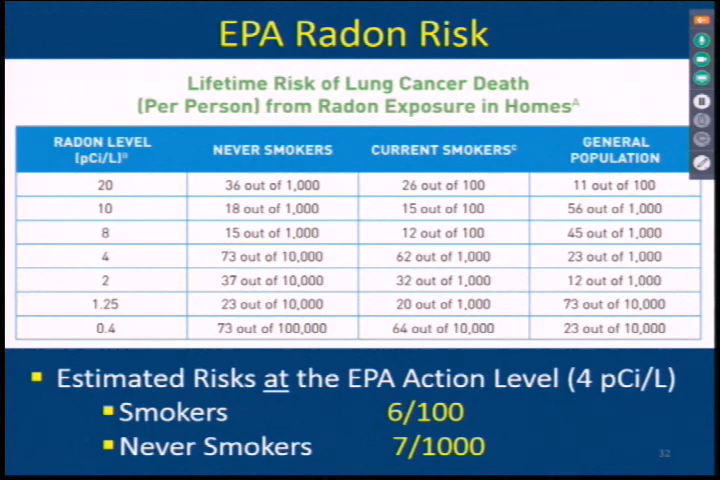 EPA Radon Risk
Lifetime Risk of Lung Cancer Death
(Per Person) from Radon Exposure in Homesᴬ
RADON LEVEL (pCi/L)ᴮ NEVER SMOKERS CURRENT SMOKERSᶜ GENERAL POPULATION
20 36 out of 1,000 26 out of 100 11 out of 100
10 18 out of 1,000 15 out of 100 56 out of 1,000
8 15 out of 1,000 12 out of 100 45 out of 1,000
4 73 out of 10,000 62 out of 1,000 23 out of 1,000
2 37 out of 10,000 32 out of 1,000 12 out of 1,000
1.25 23 out of 10,000 20 out of 1,000 73 out of 10,000
0.4 73 out of 100,000 64 out of 10,000 23 out of 10,000
▪ Estimated Risks at the EPA Action Level (4 pCi/L)
▪ Smokers 6/100
▪ Never Smokers 7/1000
32